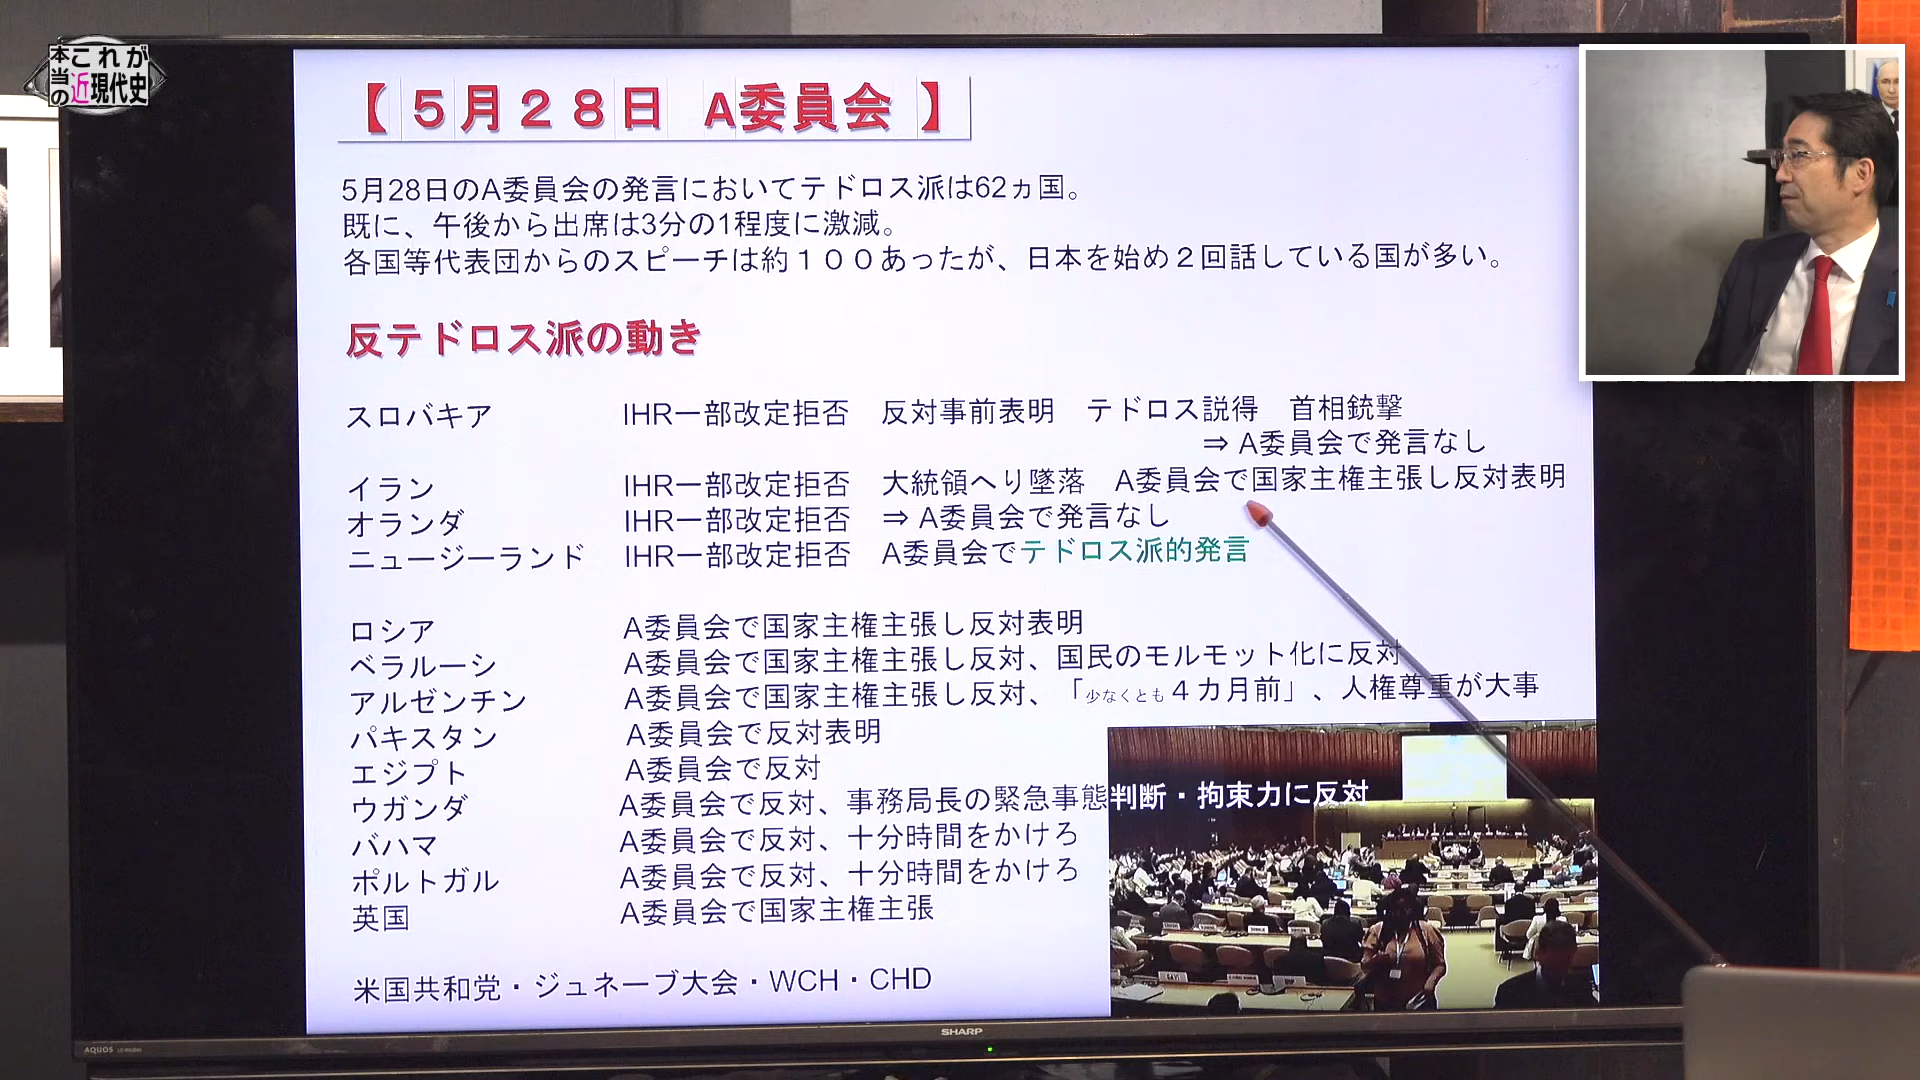 本これが
当
の近現代史
【 5月28日 A委員会 】
5月28日のA委員会の発言においてテドロス派は62ヵ国。
既に、午後から出席は3分の1程度に激減。
各国等代表団からのスピーチは約１００あったが、日本を始め２回話している国が多い。
反テドロス派の動き
スロバキア IHR一部改定拒否 反対事前表明 テドロス説得 首相銃撃
⇒ A委員会で発言なし
イラン IHR一部改定拒否 大統領へり墜落 A委員会で国家主権主張し反対表明
オランダ IHR一部改定拒否 ⇒ A委員会で発言なし
ニュージーランド IHR一部改定拒否 A委員会でテドロス派的発言
ロシア A委員会で国家主権主張し反対表明
ベラルーシ A委員会で国家主権主張し反対、国民のモルモット化に反対
アルゼンチン A委員会で国家主権主張し反対、「少なくとも４カ月前」、人権尊重が大事
パキスタン A委員会で反対表明
エジプト A委員会で反対
ウガンダ A委員会で反対、事務局長の緊急事態判断・拘束力に反対
バハマ A委員会で反対、十分時間をかけろ
ポルトガル A委員会で反対、十分時間をかけろ
英国 A委員会で国家主権主張
米国共和党・ジュネーブ大会・WCH・CHD
SHARP
AQUOS